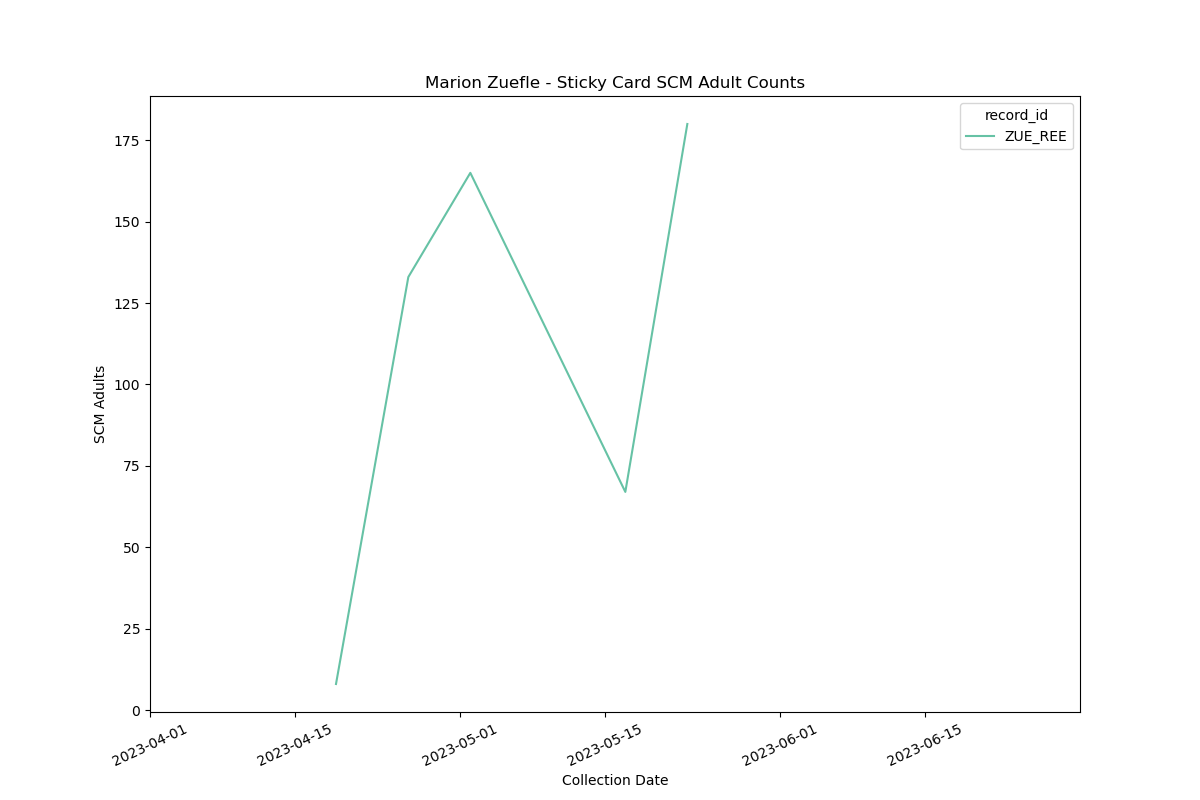 Marion Zuefle - Sticky Card SCM Adult Counts
record_id
ZUE_REE
175
150
125
100
75
50
25
0
SCM Adults
2023-04-01
2023-04-15
2023-05-01
2023-05-15
2023-06-01
2023-06-15
Collection Date